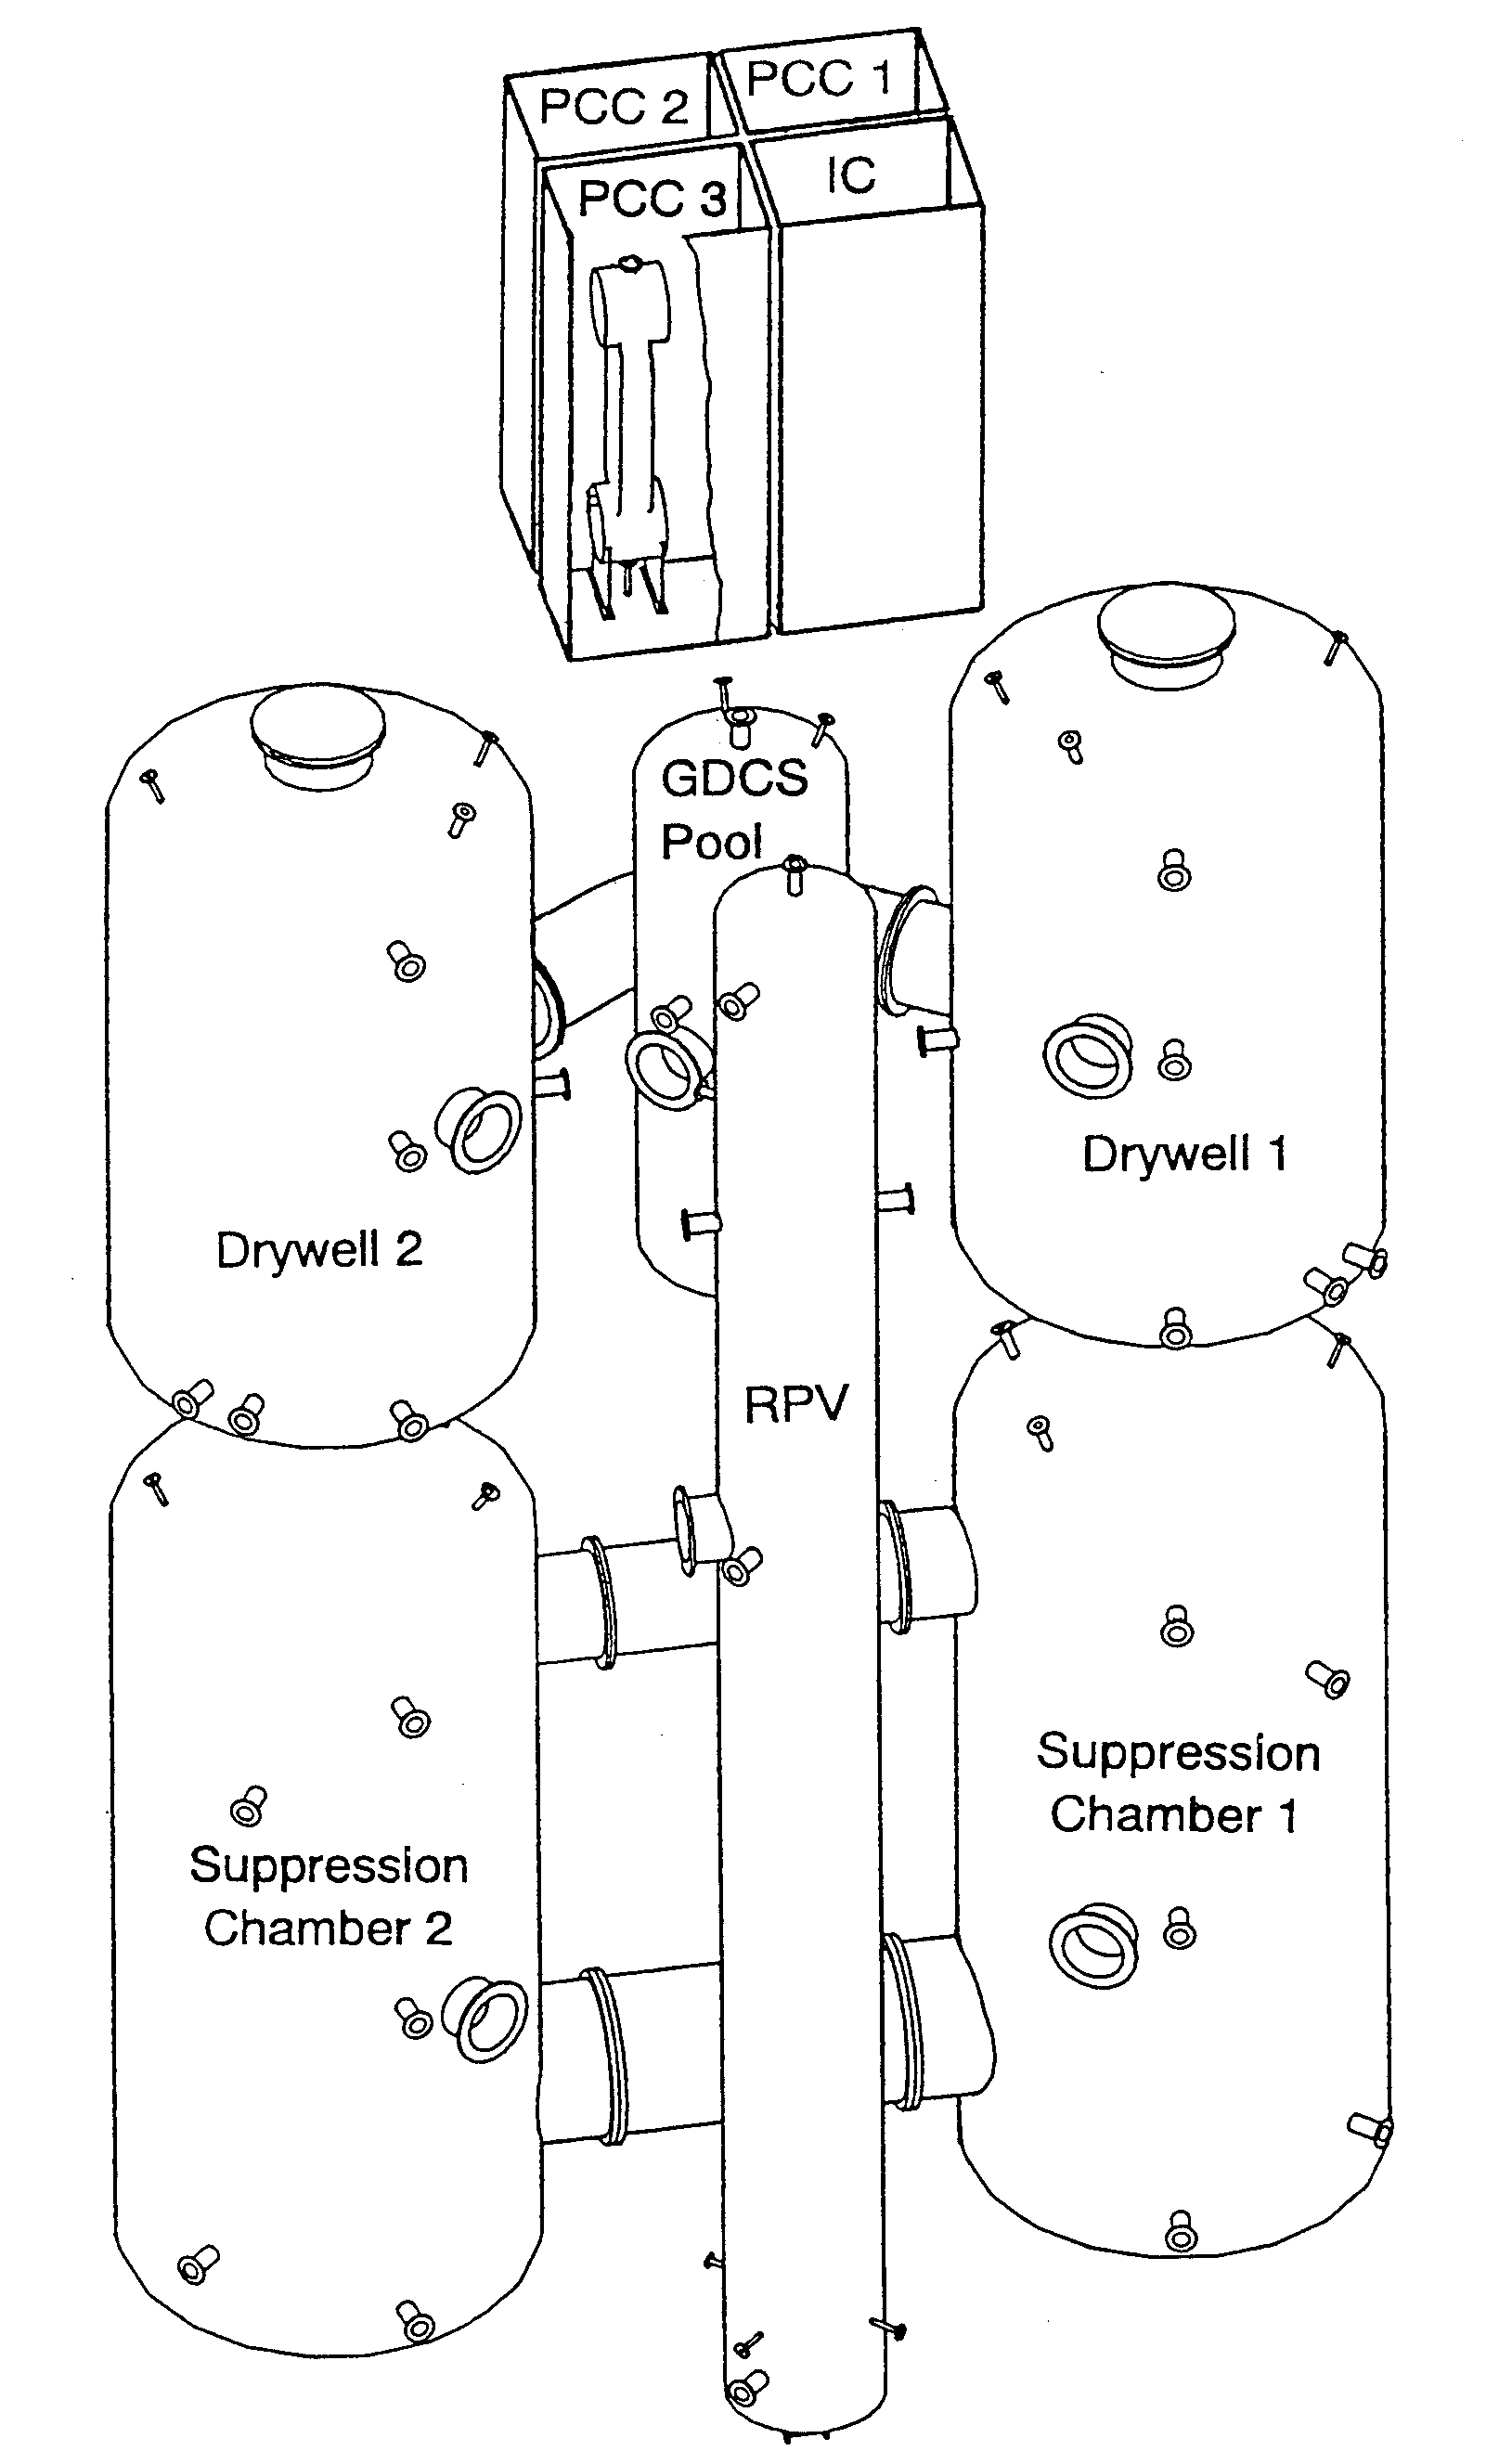 PCC 1
PCC 2
IC
PCC 3
GDCS
Pool
Drywell 1
Drywell 2
RPV
Suppression
Chamber 1
Suppression
Chamber 2